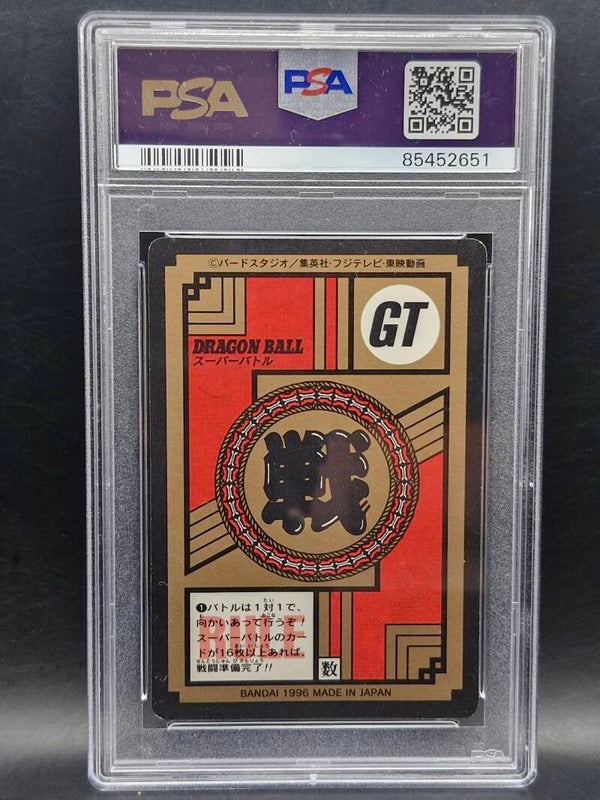 PSA
PSA
85452651
©バードスタジオ／集英社・フジテレビ・東映動画
GT
DRAGON BALL
スーパーバトル
戦
❶バトルは1対1で、
向かいあって行うぞ！
スーパーバトルのカー
ドが16枚以上あれば、
戦闘準備完了!!
RULE
数
BANDAI 1996 MADE IN JAPAN
PSA